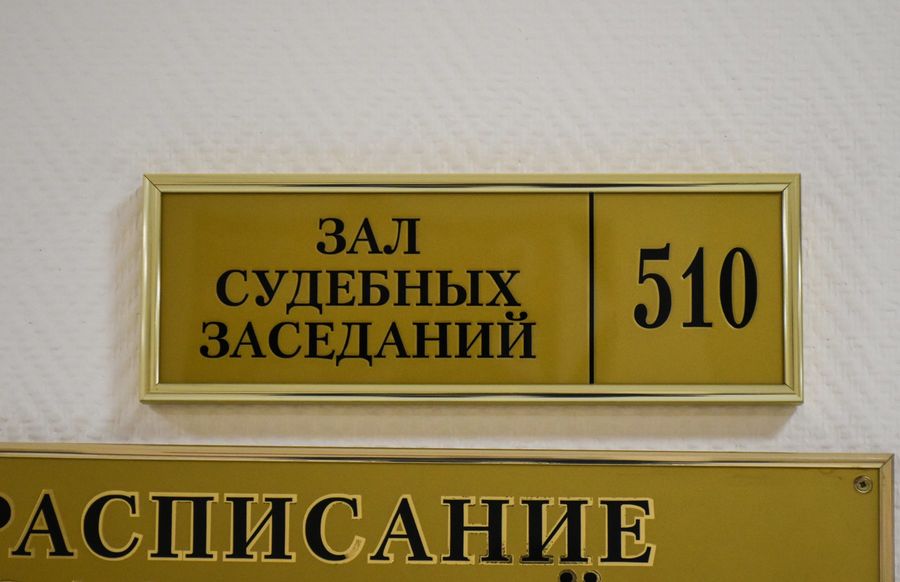 ЗАЛ
СУДЕБНЫХ
ЗАСЕДАНИЙ
510
РАСПИСАНИЕ